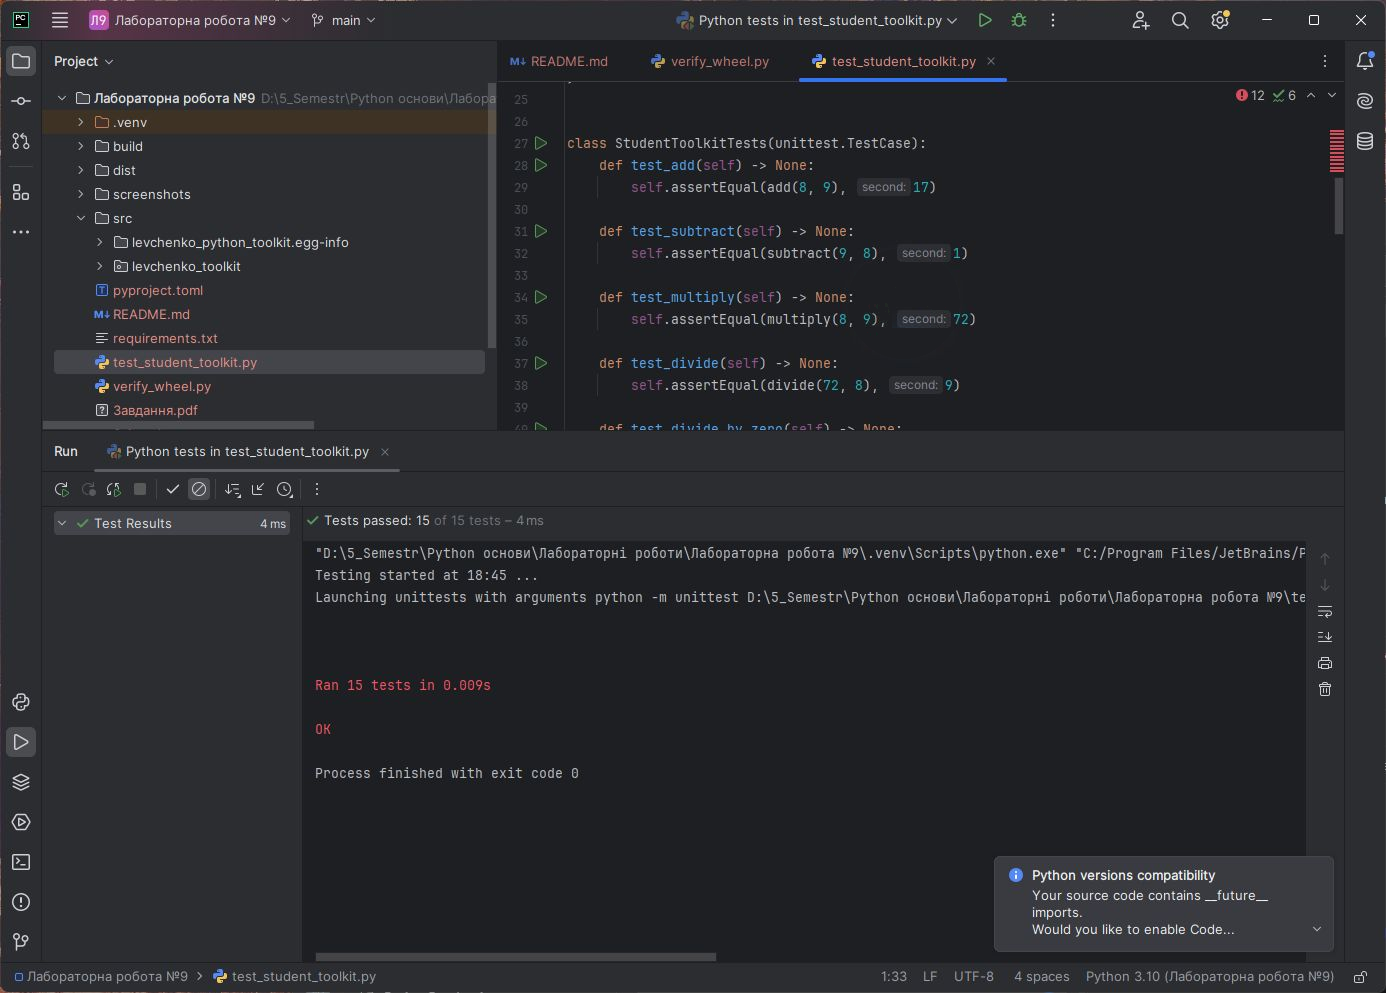 PC
Л9 Лабораторна робота №9 main Python tests in test_student_toolkit.py
Project
Лабораторна робота №9 D:\5_Semestr\Python основи\Лабора
.venv
build
dist
screenshots
src
levchenko_python_toolkit.egg-info
levchenko_toolkit
pyproject.toml
README.md
requirements.txt
test_student_toolkit.py
verify_wheel.py
Завдання.pdf
README.md verify_wheel.py test_student_toolkit.py
12 6
25
26
27 class StudentToolkitTests(unittest.TestCase):
28 def test_add(self) -> None:
29 self.assertEqual(add(8, 9), second: 17)
30
31 def test_subtract(self) -> None:
32 self.assertEqual(subtract(9, 8), second: 1)
33
34 def test_multiply(self) -> None:
35 self.assertEqual(multiply(8, 9), second: 72)
36
37 def test_divide(self) -> None:
38 self.assertEqual(divide(72, 8), second: 9)
39
40 def test_divide_by_zero(self) -> None:
Run Python tests in test_student_toolkit.py
Test Results 4 ms
Tests passed: 15 of 15 tests – 4 ms
"D:\5_Semestr\Python основи\Лабораторні роботи\Лабораторна робота №9\.venv\Scripts\python.exe" "C:/Program Files/JetBrains/P
Testing started at 18:45 ...
Launching unittests with arguments python -m unittest D:\5_Semestr\Python основи\Лабораторні роботи\Лабораторна робота №9\te
Ran 15 tests in 0.009s
OK
Process finished with exit code 0
Python versions compatibility
Your source code contains __future__
imports.
Would you like to enable Code...
Лабораторна робота №9 test_student_toolkit.py 1:33 LF UTF-8 4 spaces Python 3.10 (Лабораторна робота №9)